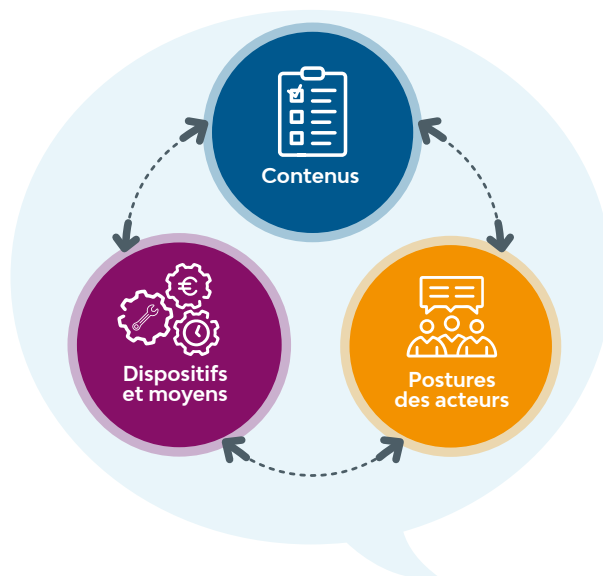 Contenus
€
Dispositifs
et moyens
Postures
des acteurs